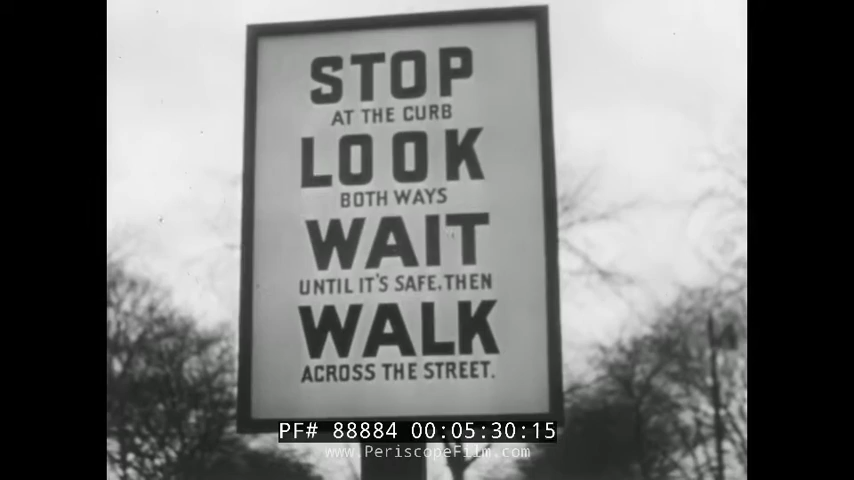 STOP
AT THE CURB
LOOK
BOTH WAYS
WAIT
UNTIL IT'S SAFE, THEN
WALK
ACROSS THE STREET.
PF# 88884 00:05:30:15
www.PeriscopeFilm.com